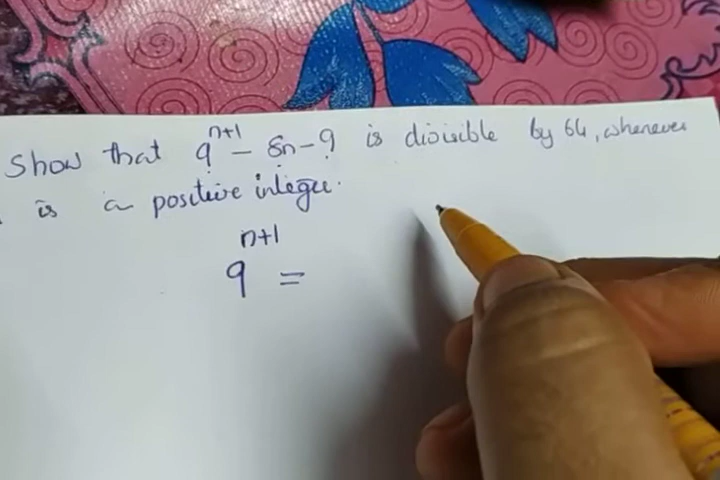 Show that 9^{n+1} - 8n - 9 is divisible by 64, whenever
is a positive integer.
9^{n+1} =